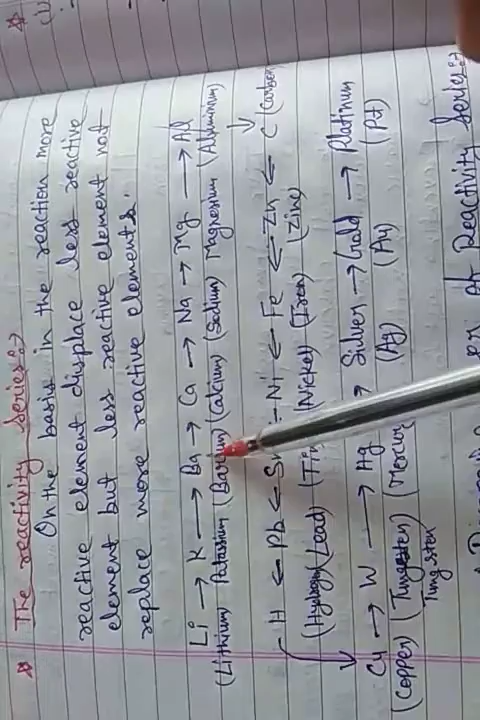 The reactivity Series :→
On the basis in the reaction more
reactive element displace less reactive
element but less reactive element not
replace more reactive elements.
Li → K → Ba → Ca → Na → Mg → Al
(Lithium) Potassium (Barium) (Calcium) (Sodium) Magnesium (Aluminium)
↓
H ← Pb ← Sn ← Ni ← Fe ← Zn ← C (Carbon)
(Hydrogen) (Lead) (Tin) (Nickel) (Iron) (Zinc)
↓
Cu → W → Hg → Silver → Gold → Platinum
(Copper) (Tungsten) (Mercury (Ag) (Au) (Pt)
Tungsten
Of Reactivity Series :→